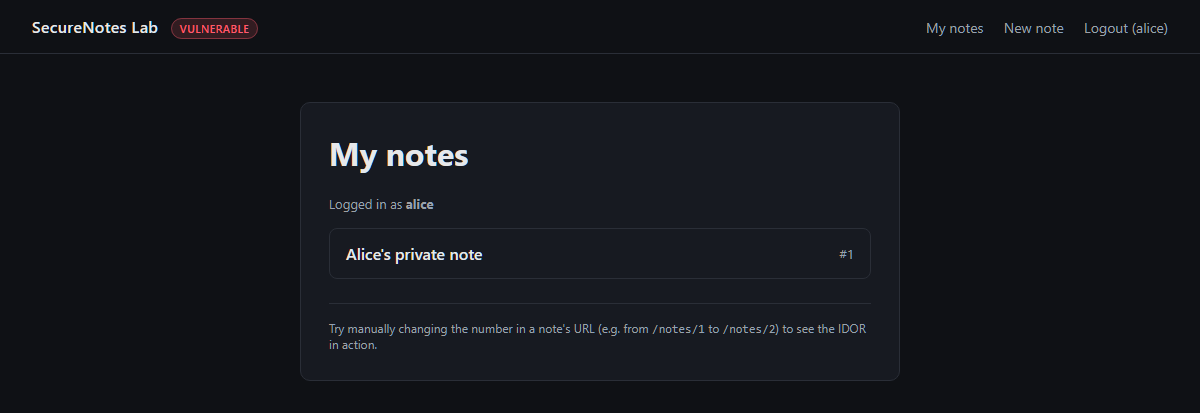 SecureNotes Lab VULNERABLE My notes New note Logout (alice)
My notes
Logged in as alice
Alice's private note #1
Try manually changing the number in a note's URL (e.g. from /notes/1 to /notes/2) to see the IDOR
in action.